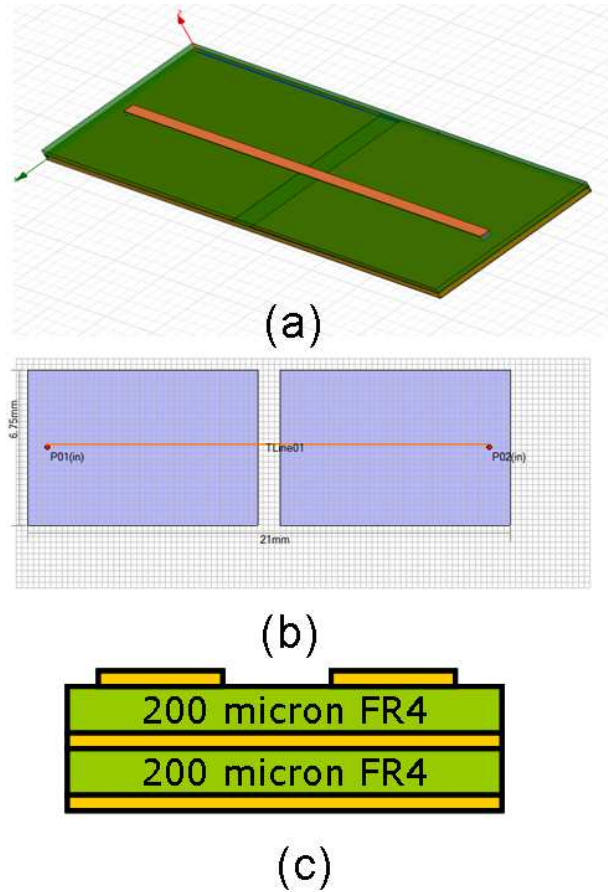 (a)
6.75mm
P01(in)
TLine01
P02(in)
21mm
(b)
200 micron FR4
200 micron FR4
(c)